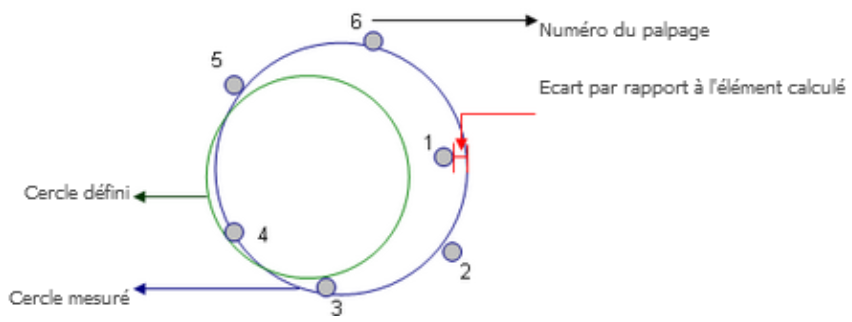 6
Numéro du palpage
5
Ecart par rapport à l'élément calculé
1
Cercle défini
4
2
Cercle mesuré
3